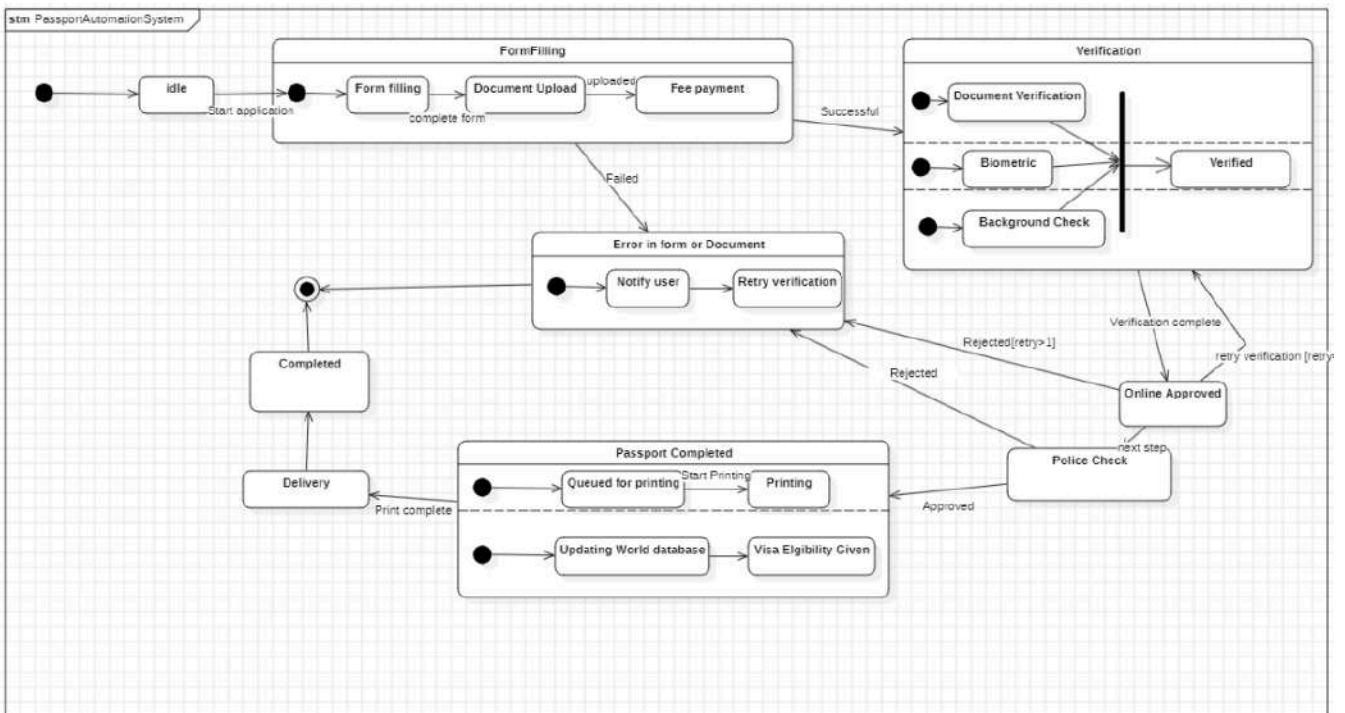 stm PassportAutomationSystem
FormFilling
Verification
idle
Start application
Form filling
complete form
Document Upload
uploaded
Fee payment
Successful
Failed
Document Verification
Biometric
Verified
Background Check
Error in form or Document
Notify user
Retry verification
Verification complete
Rejected[retry>1]
retry verification [retry
Rejected
Online Approved
next step
Police Check
Approved
Completed
Passport Completed
Queued for printing
Start Printing
Printing
Delivery
Print complete
Updating World database
Visa Elgibility Given